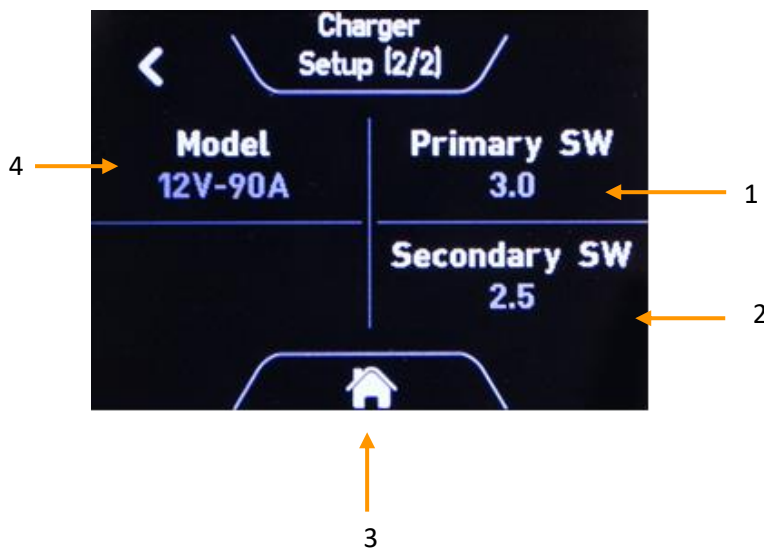 Charger
Setup (2/2)
Model
12V-90A
Primary SW
3.0
Secondary SW
2.5
4
1
2
3